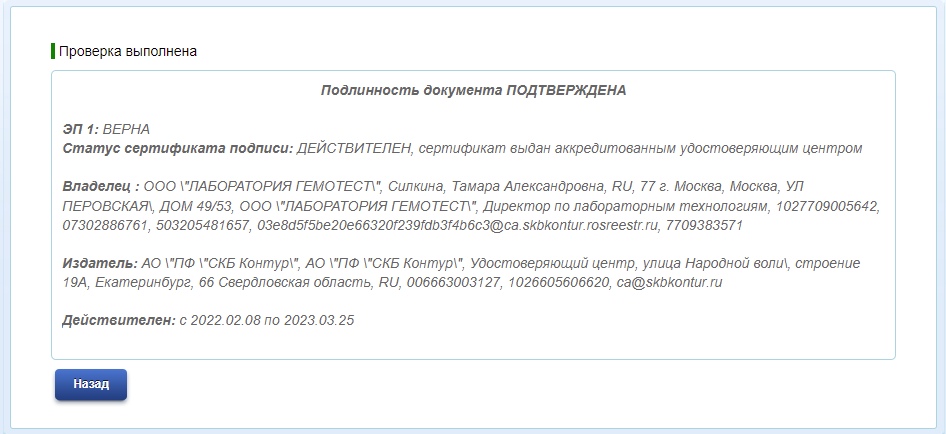 Проверка выполнена
Подлинность документа ПОДТВЕРЖДЕНА
ЭП 1: ВЕРНА
Статус сертификата подписи: ДЕЙСТВИТЕЛЕН, сертификат выдан аккредитованным удостоверяющим центром
Владелец : ООО \"ЛАБОРАТОРИЯ ГЕМОТЕСТ\", Силкина, Тамара Александровна, RU, 77 г. Москва, Москва, УЛ
ПЕРОВСКАЯ\, ДОМ 49/53, ООО \"ЛАБОРАТОРИЯ ГЕМОТЕСТ\", Директор по лабораторным технологиям, 1027709005642,
07302886761, 503205481657, 03e8d5f5be20e66320f239fdb3f4b6c3@ca.skbkontur.rosreestr.ru, 7709383571
Издатель: АО \"ПФ \"СКБ Контур\", АО \"ПФ \"СКБ Контур\", Удостоверяющий центр, улица Народной воли\, строение
19А, Екатеринбург, 66 Свердловская область, RU, 006663003127, 1026605606620, ca@skbkontur.ru
Действителен: с 2022.02.08 по 2023.03.25
Назад